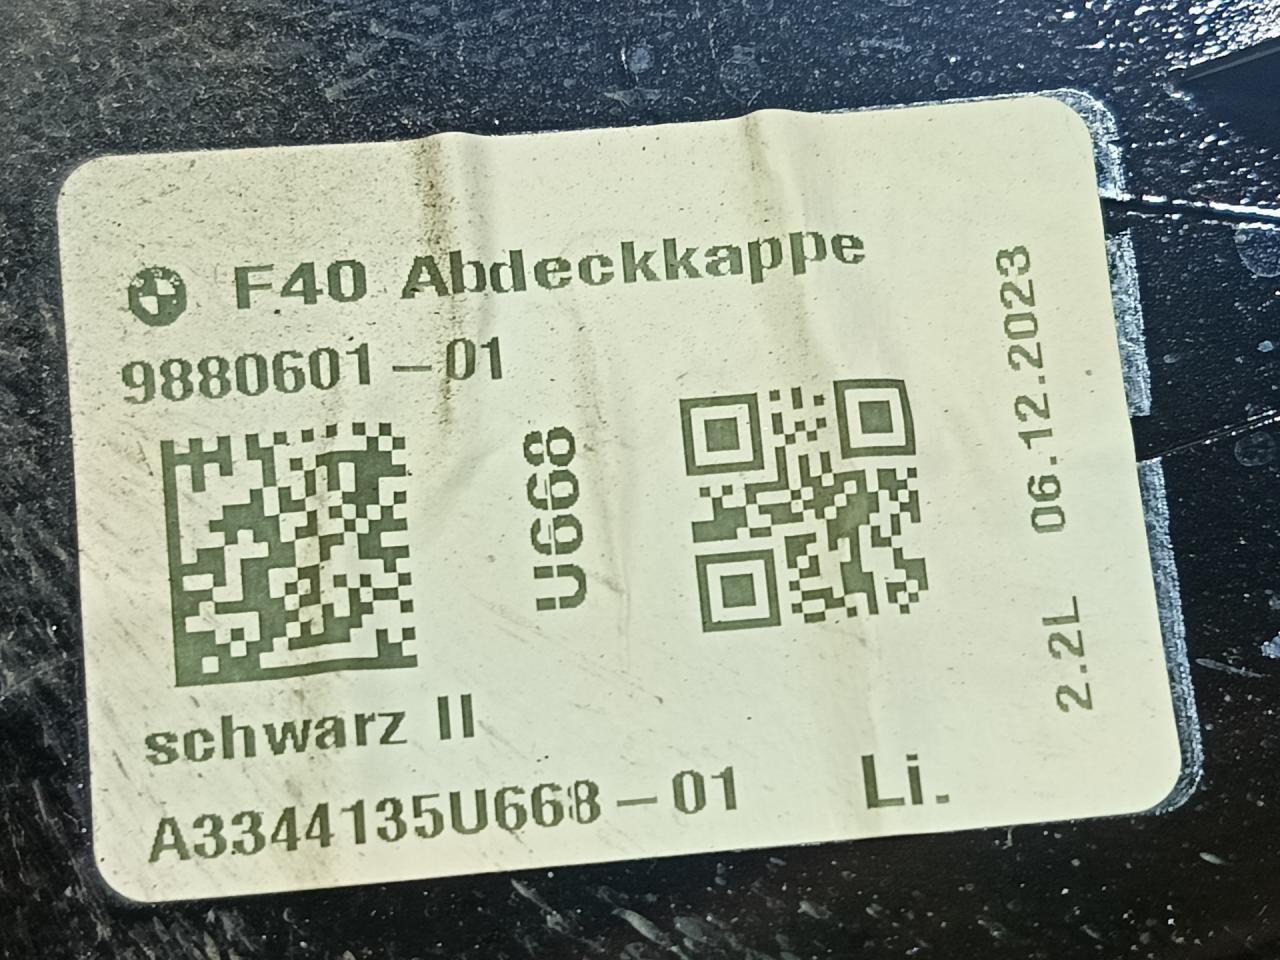 F40 Abdeckkappe
9880601-01
U668
schwarz II
A3344135U668-01 Li.
2.2L 06.12.2023